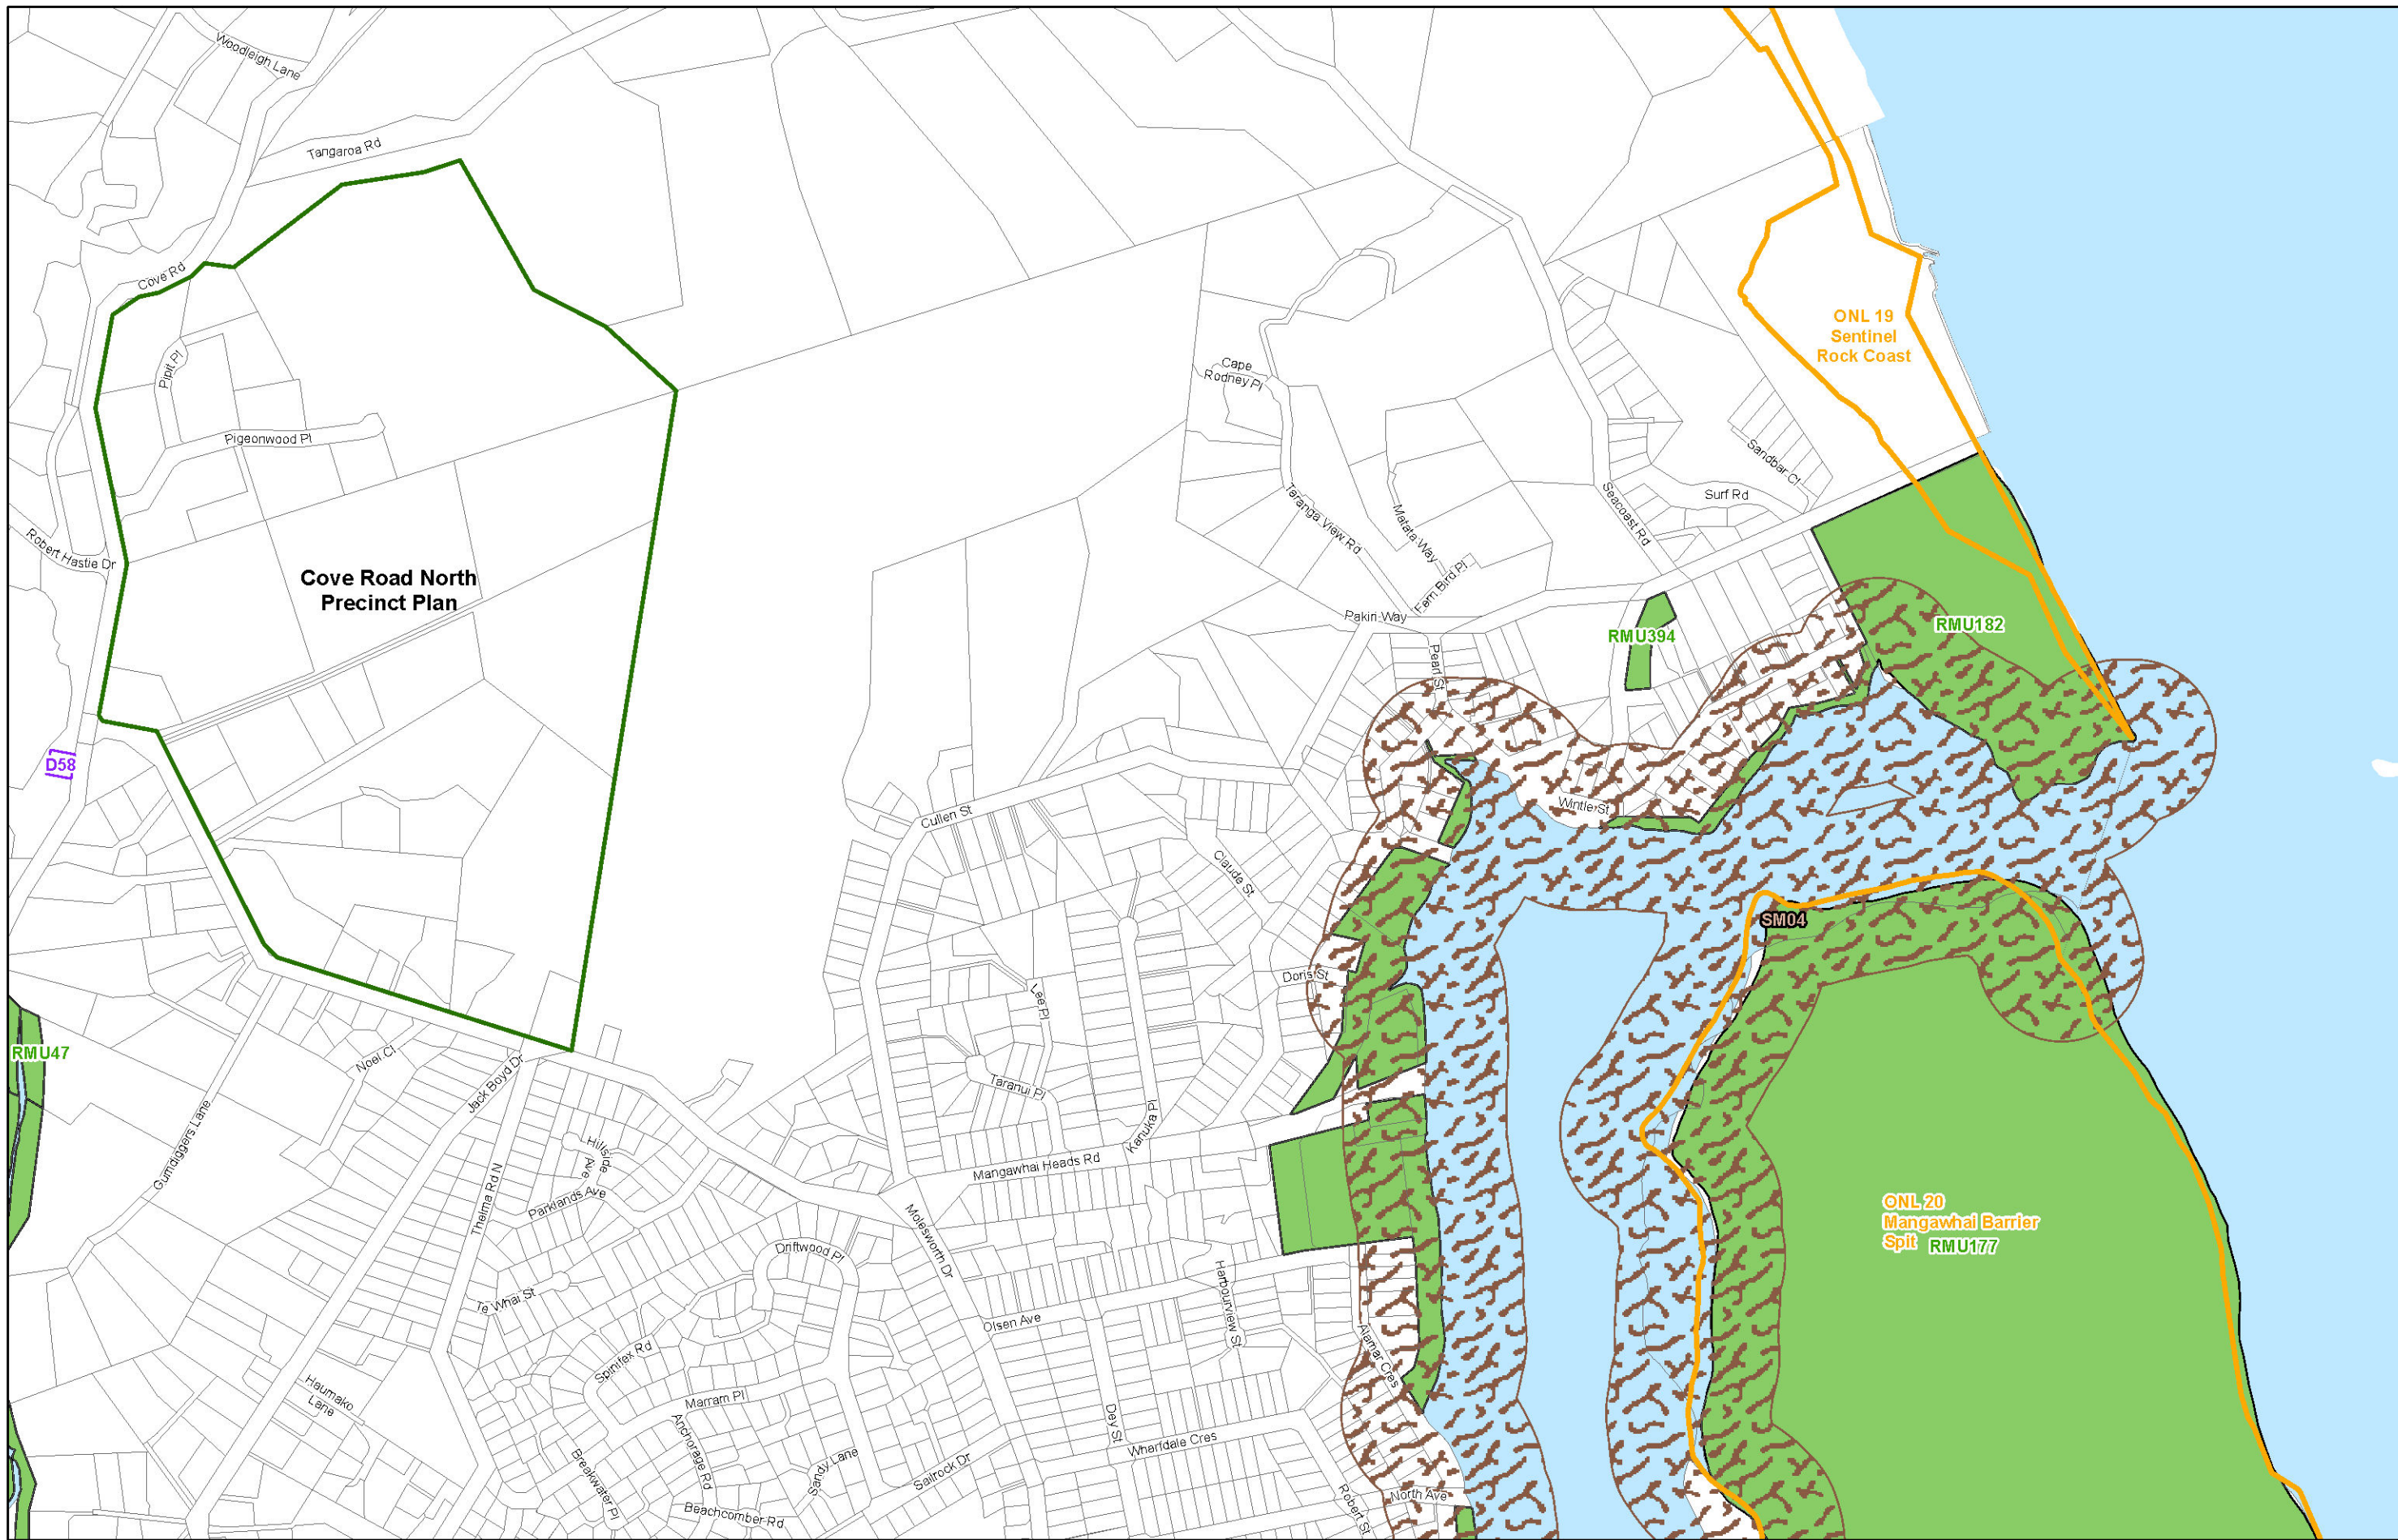 Woodleigh Lane
Tangaroa Rd
Cove Rd
ONL 19
Sentinel
Rock Coast
Pipit Pl
Cape
Rodney Pl
Pigeonwood Pl
Sandbar Cl
Surf Rd
Seacoast Rd
Taranga View Rd
Matata Way
Robert Hastie Dr
Cove Road North
Precinct Plan
Fern Bird Pl
Pakiri Way
RMU394
RMU182
Pearl St
D58
Wintle St
Cullen St
Claude St
SM04
Doris St
Lee Pl
RMU47
Noel Cl
Jack Boyd Dr
Taranui Pl
Kanuka Pl
Gumdiggers Lane
Hillside
Ave
Mangawhai Heads Rd
Thelma Rd N
Parklands Ave
ONL 20
Mangawhai Barrier
Spit
RMU177
Molesworth Dr
Driftwood Pl
Harbourview St
Te Whai St
Olsen Ave
Alamar Cres
Spinifex Rd
Haumako
Lane
Marram Pl
Anchorage Rd
Dey St
Wharfdale Cres
Breakwater Pl
Sandy Lane
Sailrock Dr
Robert St
North Ave
Beachcomber Rd